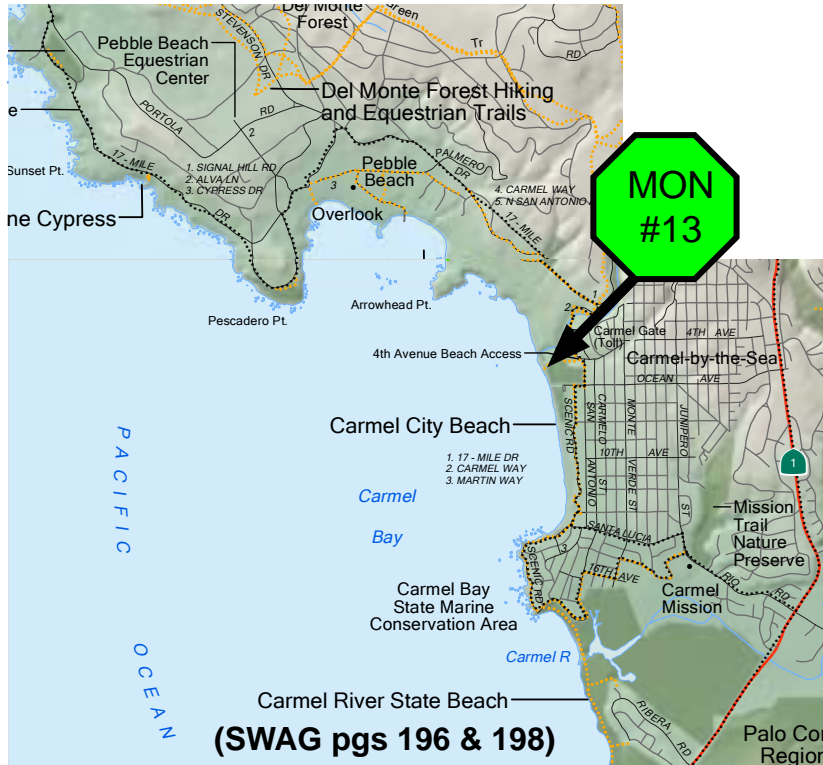 Del Monte
Forest
Green
Tr
RD
STEVENSON DR
Pebble Beach
Equestrian
Center
Del Monte Forest Hiking
and Equestrian Trails
PORTOLA
RD
2
e
17-MILE
DR
1. SIGNAL HILL RD
2. ALVA LN
3. CYPRESS DR
3
Pebble
Beach
PALMERO
DR
4. CARMEL WAY
5. N SAN ANTONIO
17-MILE
Sunset Pt.
ne Cypress
Overlook
MON
#13
Pescadero Pt.
Arrowhead Pt.
1
2
Carmel Gate
(Toll)
4TH AVE
4th Avenue Beach Access
Carmel-by-the-Sea
OCEAN AVE
Carmel City Beach
SCENIC RD
SAN ANTONIO
CARMELO ST
MONTE VERDE ST
JUNIPERO ST
10TH AVE
1. 17 - MILE DR
2. CARMEL WAY
3. MARTIN WAY
1
PACIFIC
OCEAN
Carmel
Bay
Mission
Trail
Nature
Preserve
SANTA LUCIA
3
SCENIC RD
16TH AVE
RIO RD
Carmel
Mission
Carmel Bay
State Marine
Conservation Area
Carmel R
Carmel River State Beach
RIBERA RD
(SWAG pgs 196 & 198)
Palo Co
Region